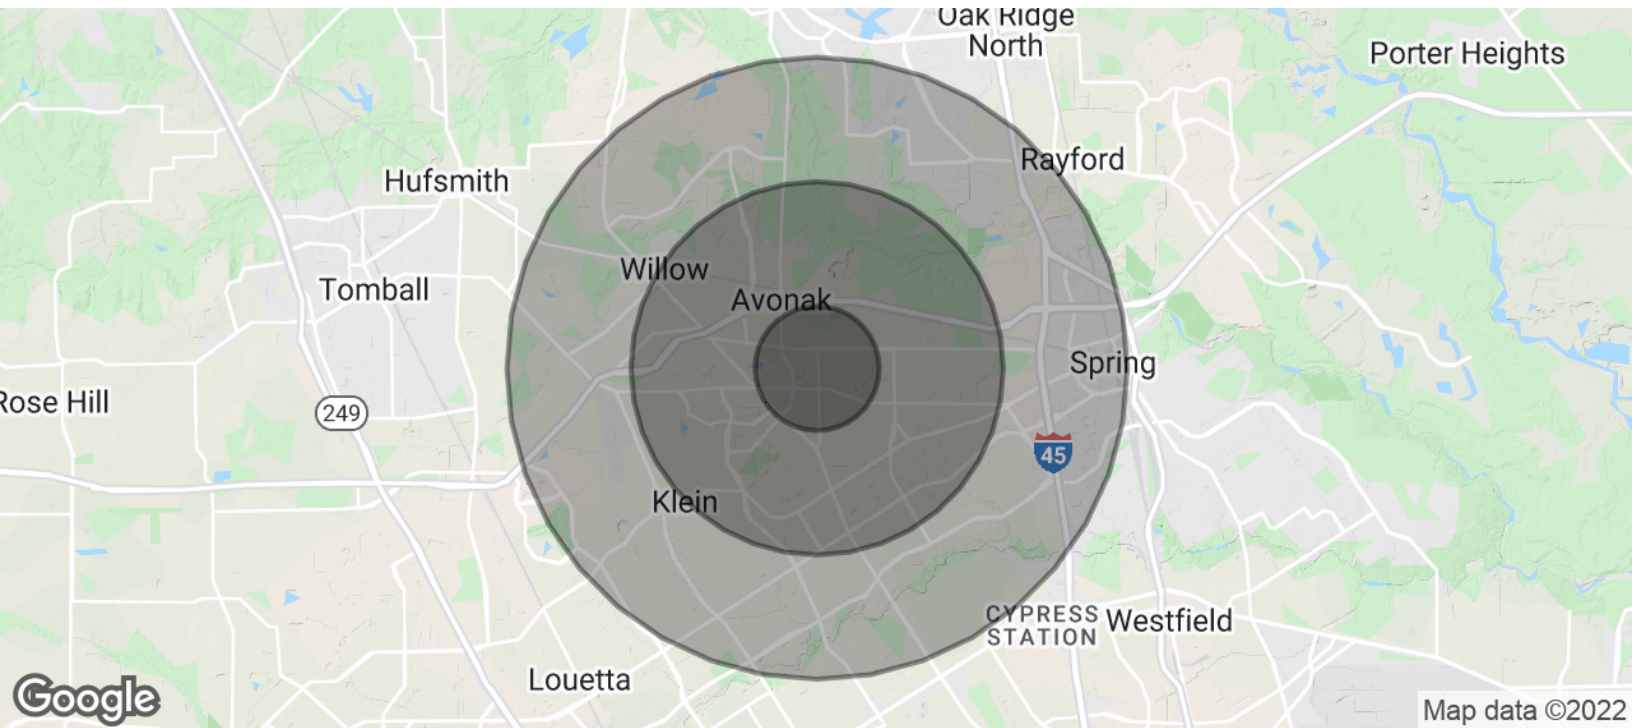 Oak Ridge
North
Porter Heights
Rayford
Hufsmith
Willow
Tomball
Avonak
Spring
Rose Hill
249
45
Klein
CYPRESS
STATION
Westfield
Louetta
Google
Map data ©2022